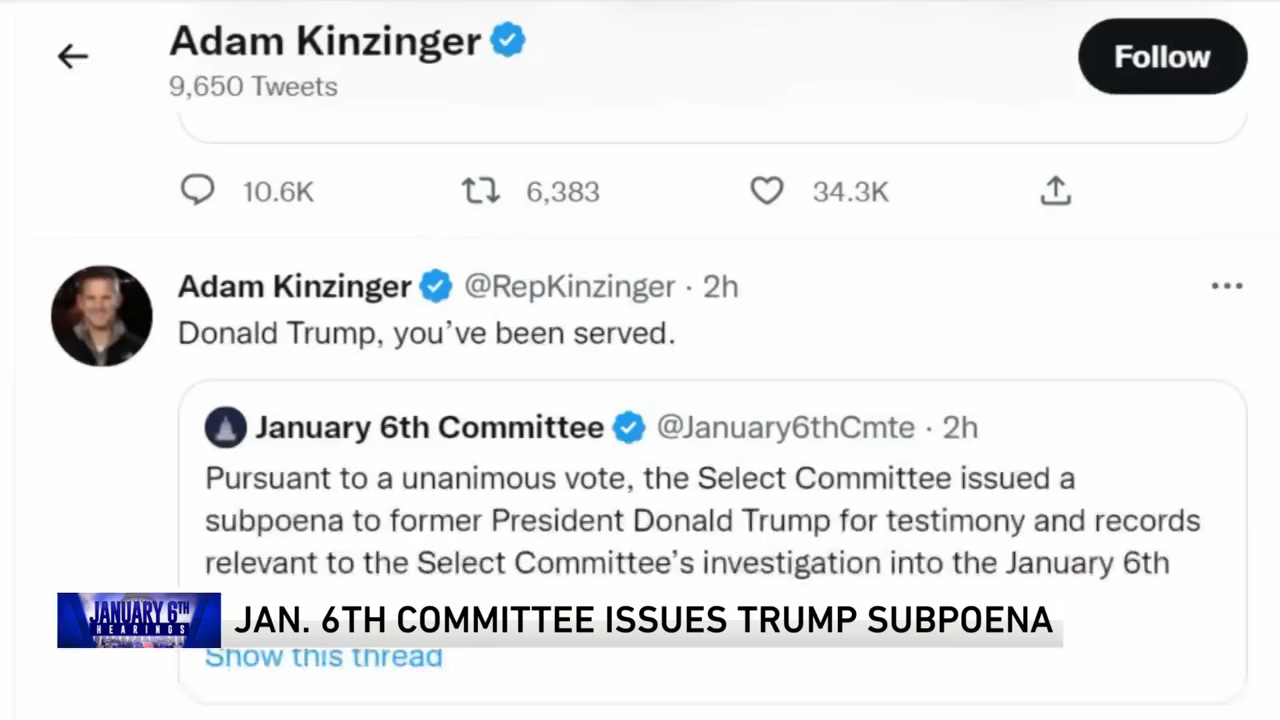 Adam Kinzinger
9,650 Tweets
Follow
10.6K 6,383 34.3K
Adam Kinzinger @RepKinzinger · 2h
Donald Trump, you’ve been served.
January 6th Committee @January6thCmte · 2h
Pursuant to a unanimous vote, the Select Committee issued a
subpoena to former President Donald Trump for testimony and records
relevant to the Select Committee’s investigation into the January 6th
JANUARY 6TH
HEARINGS
JAN. 6TH COMMITTEE ISSUES TRUMP SUBPOENA
Show this thread